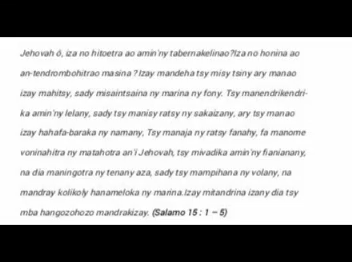 Jehovah ô, iza no hitoetra ao amin'ny tabernakelinao?Iza no honina ao
an-tendrombohitrao masina ? Izay mandeha tsy misy tsiny ary manao
izay mahitsy, sady misaintsaina ny marina ny fony. Tsy manendrikendri-
ka amin'ny lelany, sady tsy manisy ratsy ny sakaizany, ary tsy manao
izay hahafa-baraka ny namany, Tsy manaja ny ratsy fanahy, fa manome
voninahitra ny matahotra an'i Jehovah, tsy mivadika amin'ny fianianany,
na dia maningotra ny tenany aza, sady tsy mampihana ny volany, na
mandray kolikoly hanameloka ny marina.Izay mitandrina izany dia tsy
mba hangozohozo mandrakizay, (Salamo 15 : 1 – 5)